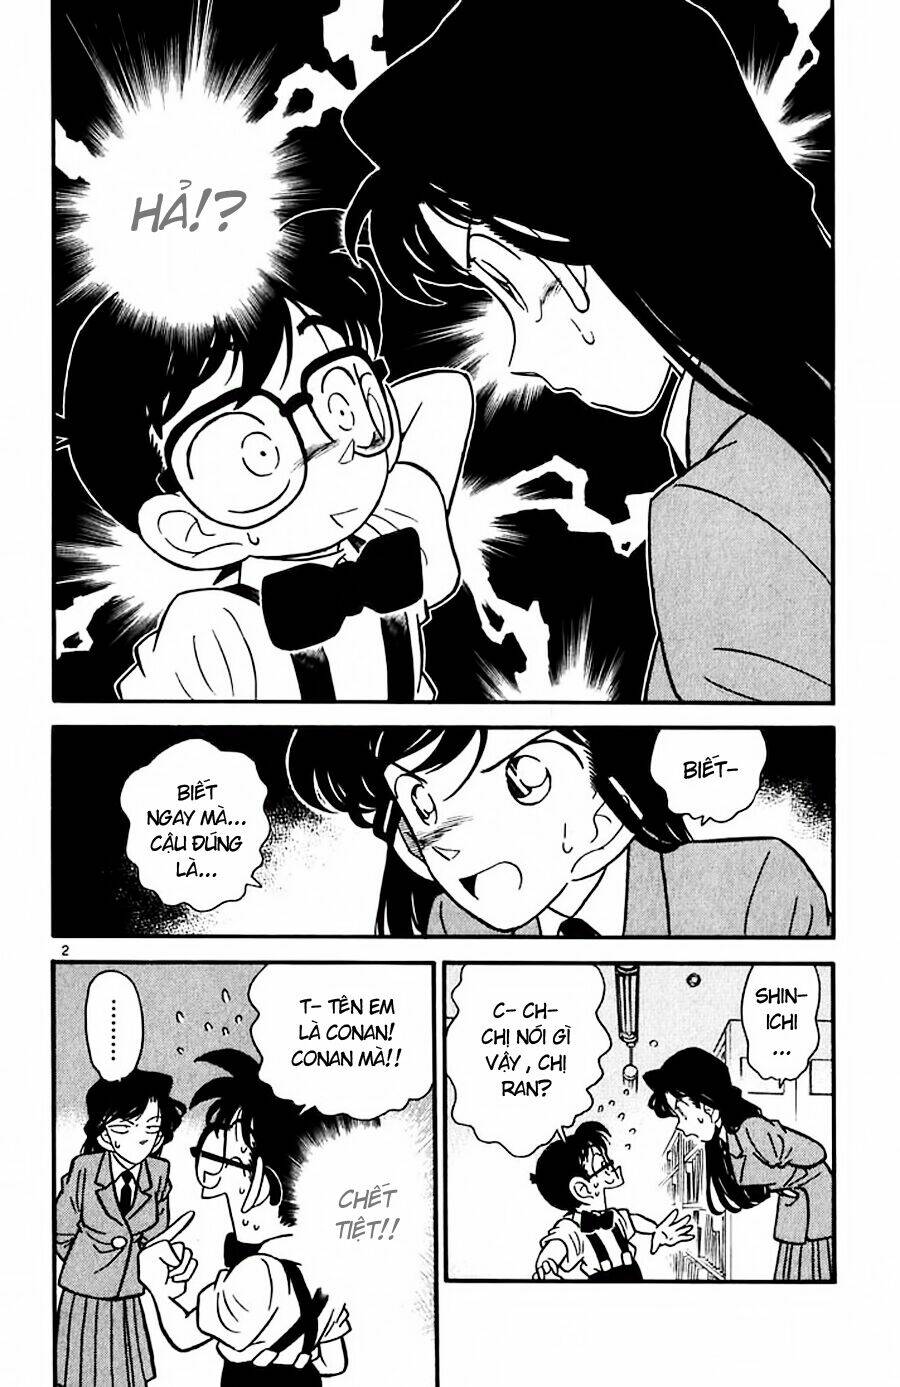 HẢ!?
BIẾT-
BIẾT
NGAY MÀ...
CẬU ĐÚNG
LÀ...
SHIN-
ICHI
...
C- CH-
CHỊ NÓI GÌ
VẬY , CHỊ
RAN?
T- TÊN EM
LÀ CONAN!
CONAN MÀ!!
CHẾT
TIỆT!!
.........
2